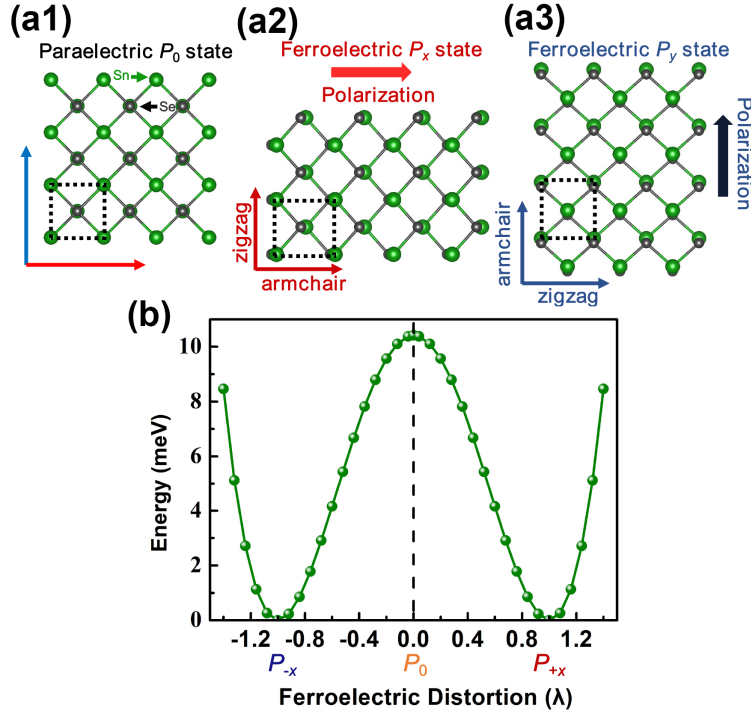 (a1)
Paraelectric P0 state
Sn
Se
(a2)
Ferroelectric Px state
Polarization
zigzag
armchair
(a3)
Ferroelectric Py state
Polarization
armchair
zigzag
(b)
Energy (meV)
10
8
6
4
2
0
-1.2 -0.8 -0.4 0.0 0.4 0.8 1.2
P-x P0 P+x
Ferroelectric Distortion (λ)